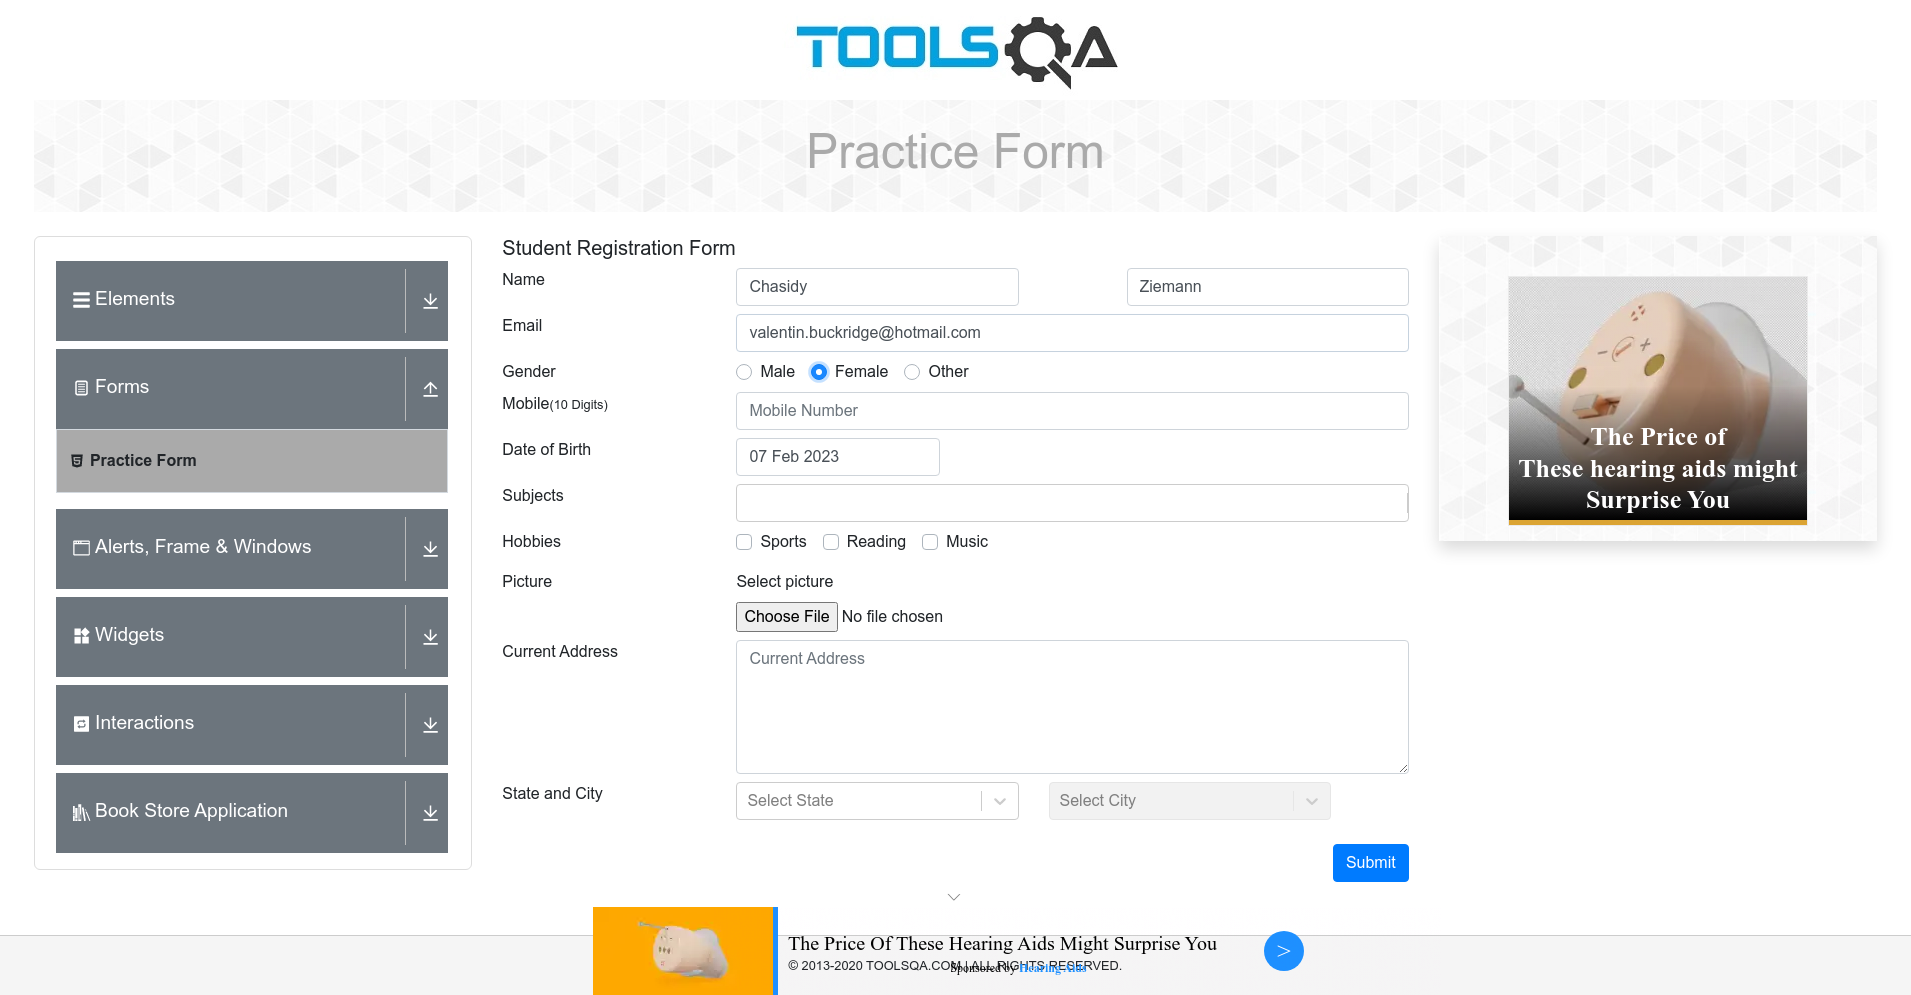 TOOLSQA
Practice Form
Elements
Forms
Practice Form
Alerts, Frame & Windows
Widgets
Interactions
Book Store Application
Student Registration Form
Name
Chasidy
Ziemann
Email
valentin.buckridge@hotmail.com
Gender
Male
Female
Other
Mobile(10 Digits)
Mobile Number
Date of Birth
07 Feb 2023
Subjects
Hobbies
Sports
Reading
Music
Picture
Select picture
Choose File No file chosen
Current Address
Current Address
State and City
Select State
Select City
Submit
The Price of
These hearing aids might
Surprise You
The Price Of These Hearing Aids Might Surprise You
>
© 2013-2020 TOOLSQA.COM | ALL RIGHTS RESERVED.
Sponsored by Hearing Aids